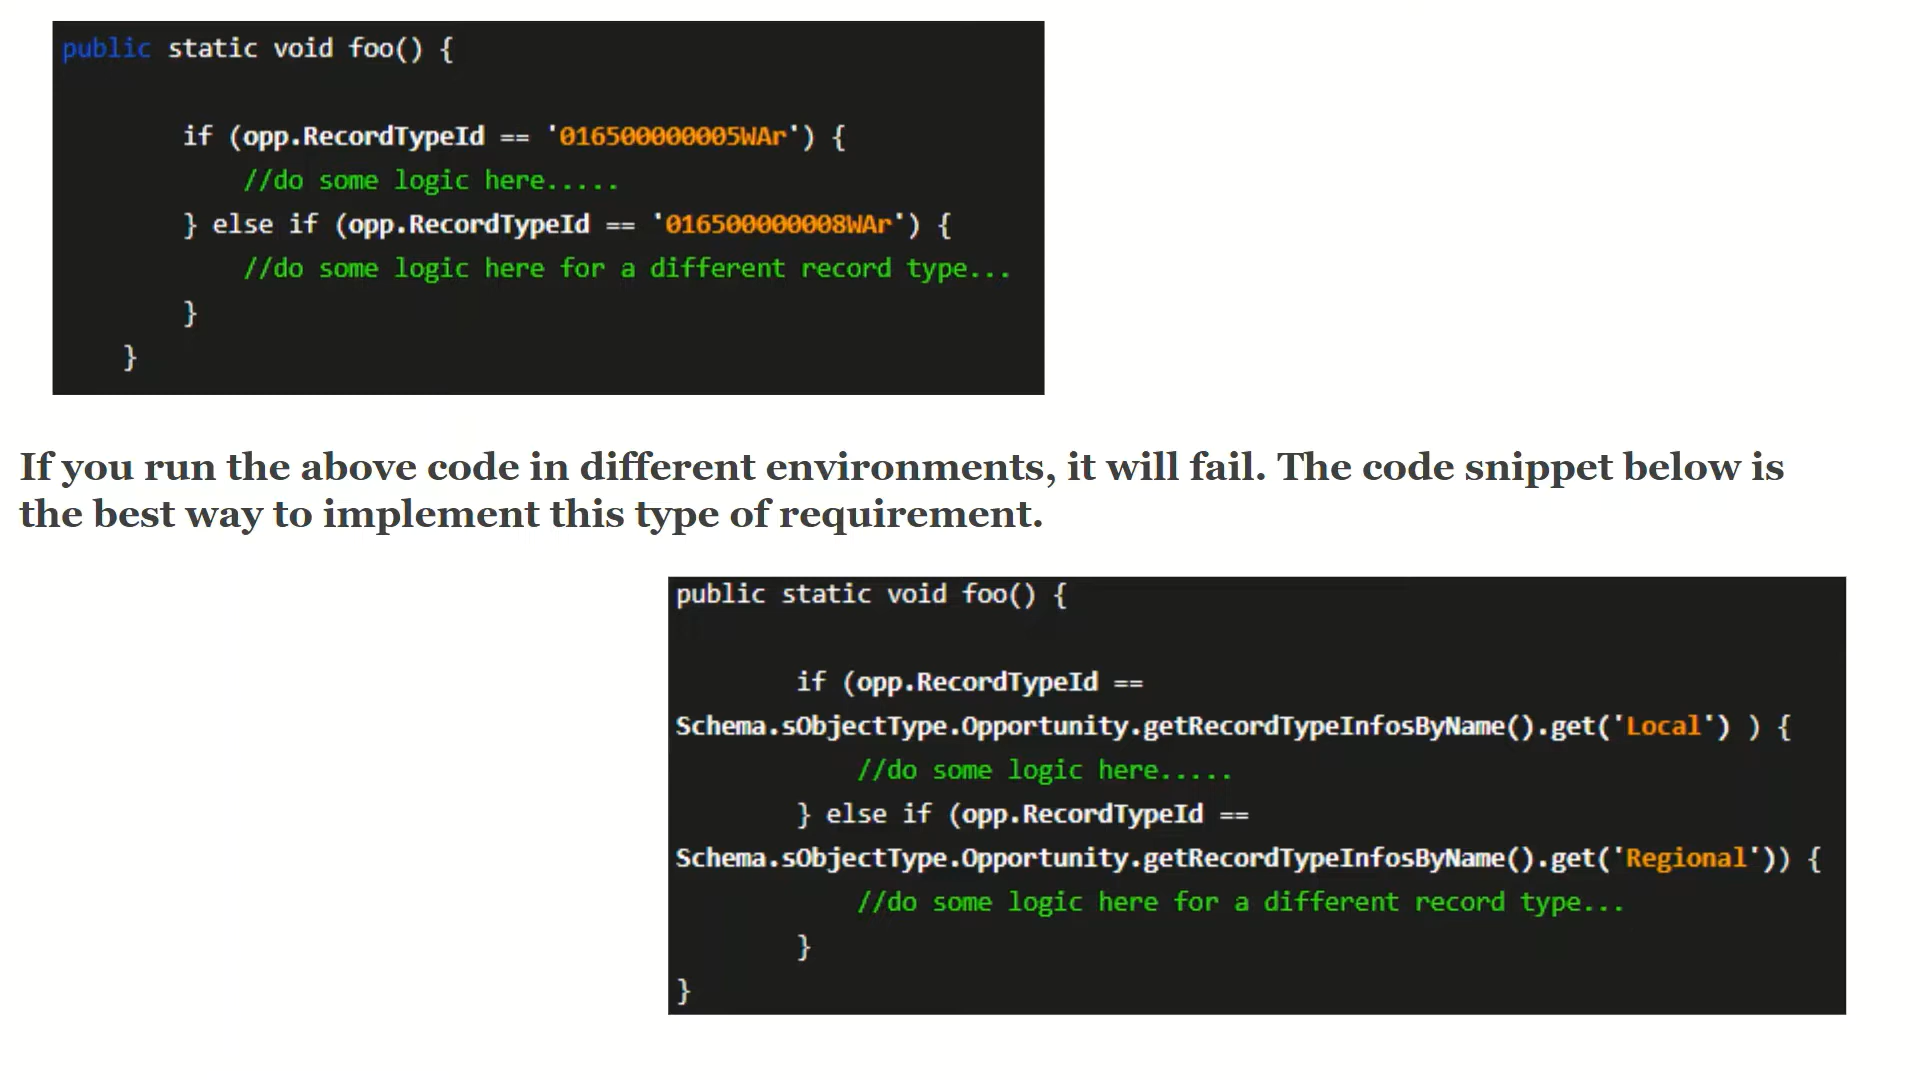 public static void foo() {
if (opp.RecordTypeId == '016500000005WAr') {
//do some logic here.....
} else if (opp.RecordTypeId == '016500000008WAr') {
//do some logic here for a different record type...
}
}
If you run the above code in different environments, it will fail. The code snippet below is
the best way to implement this type of requirement.
public static void foo() {
if (opp.RecordTypeId ==
Schema.sObjectType.Opportunity.getRecordTypeInfosByName().get('Local') ) {
//do some logic here.....
} else if (opp.RecordTypeId ==
Schema.sObjectType.Opportunity.getRecordTypeInfosByName().get('Regional')) {
//do some logic here for a different record type...
}
}